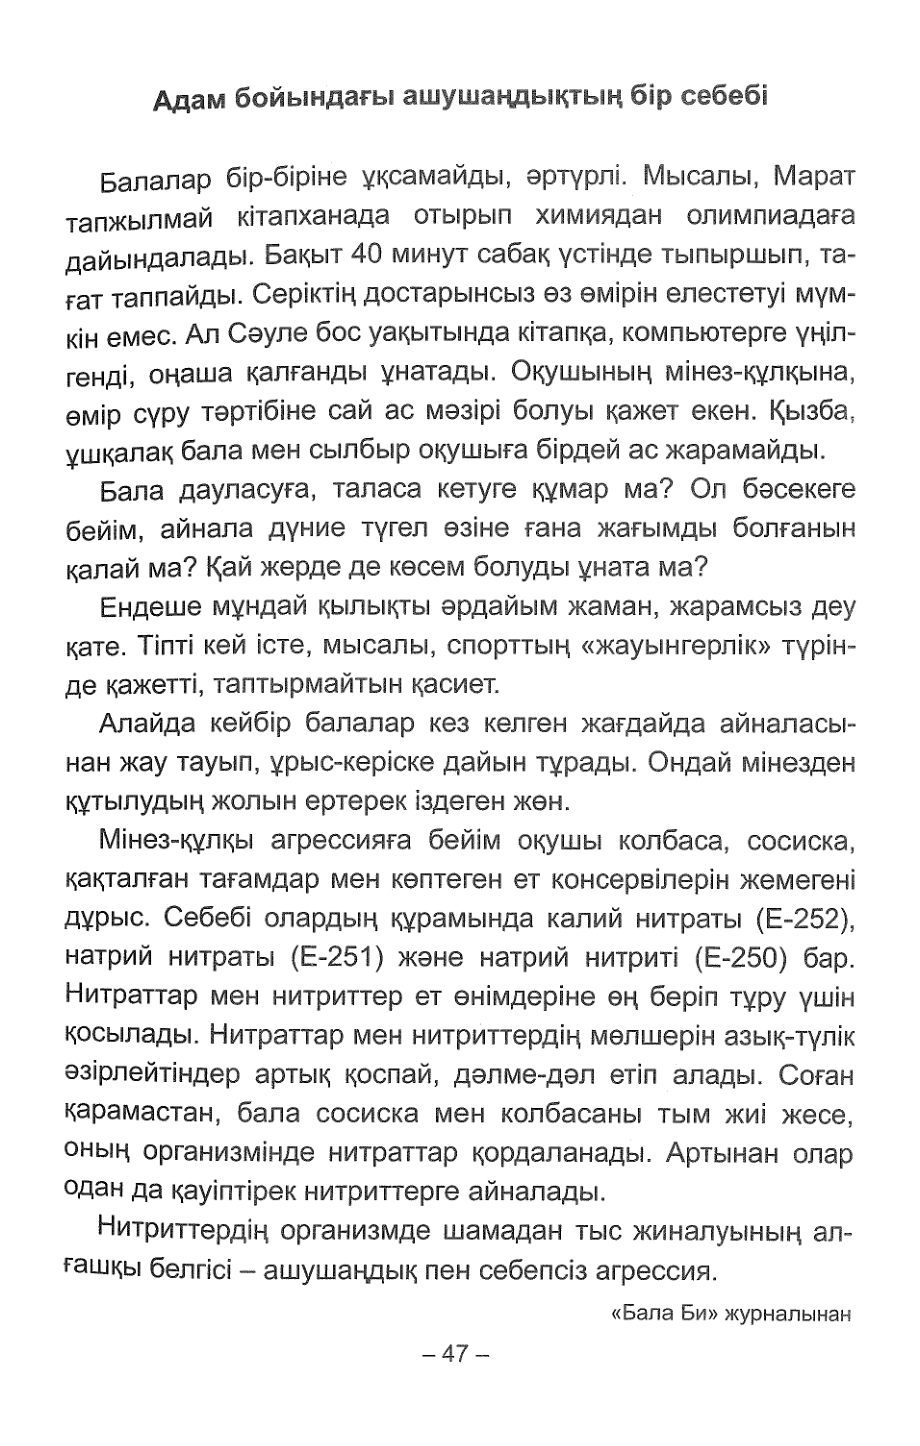 Адам бойындағы ашушаңдықтың бір себебі
Балалар бір-біріне ұқсамайды, әртүрлі. Мысалы, Марат
тапжылмай кітапханада отырып химиядан олимпиадаға
дайындалады. Бақыт 40 минут сабақ үстінде тыпыршып, та-
ғат таппайды. Серіктің достарынсыз өз өмірін елестетуі мүм-
кін емес. Ал Сәуле бос уақытында кітапқа, компьютерге үңіл-
генді, оңаша қалғанды ұнатады. Оқушының мінез-құлқына,
өмір сүру тәртібіне сай ас мәзірі болуы қажет екен. Қызба,
ұшқалақ бала мен сылбыр оқушыға бірдей ас жарамайды.
Бала дауласуға, таласа кетуге құмар ма? Ол бәсекеге
бейім, айнала дүние түгел өзіне ғана жағымды болғанын
қалай ма? Қай жерде де көсем болуды ұната ма?
Ендеше мұндай қылықты әрдайым жаман, жарамсыз деу
қате. Тіпті кей істе, мысалы, спорттың «жауынгерлік» түрін-
де қажетті, таптырмайтын қасиет.
Алайда кейбір балалар кез келген жағдайда айналасы-
нан жау тауып, ұрыс-керіске дайын тұрады. Ондай мінезден
құтылудың жолын ертерек іздеген жөн.
Мінез-құлқы агрессияға бейім оқушы колбаса, сосиска,
қақталған тағамдар мен көптеген ет консервілерін жемегені
дұрыс. Себебі олардың құрамында калий нитраты (Е-252),
натрий нитраты (Е-251) және натрий нитриті (Е-250) бар.
Нитраттар мен нитриттер ет өнімдеріне өң беріп тұру үшін
қосылады. Нитраттар мен нитриттердің мөлшерін азық-түлік
әзірлейтіндер артық қоспай, дәлме-дәл етіп алады. Соған
қарамастан, бала сосиска мен колбасаны тым жиі жесе,
оның организмінде нитраттар қордаланады. Артынан олар
одан да қауіптірек нитриттерге айналады.
Нитриттердің организмде шамадан тыс жиналуының ал-
ғашқы белгісі – ашушаңдық пен себепсіз агрессия.
«Бала Би» журналынан
– 47 –